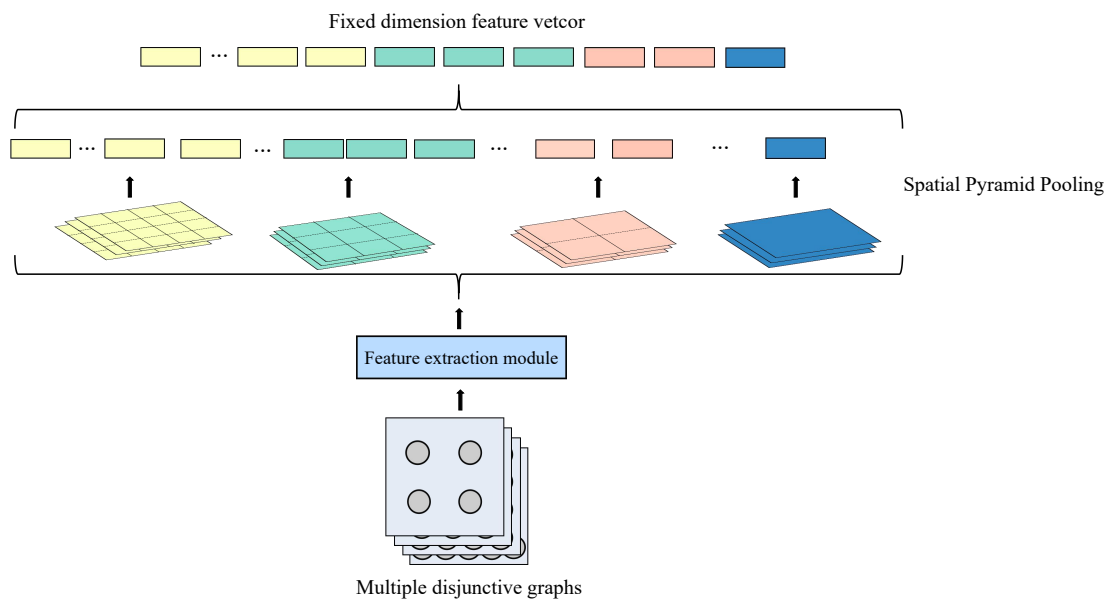 Fixed dimension feature vetcor
...
... ... ... ...
Spatial Pyramid Pooling
Feature extraction module
Multiple disjunctive graphs